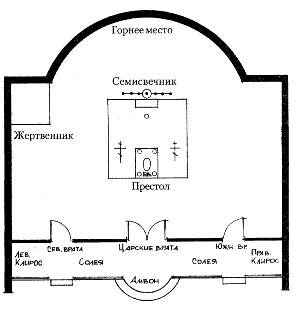 Горнее место
Семисвечник
Жертвенник
Престол
СЕВ. ВРАТА
ЦАРСКИЕ ВРАТА
ЮЖН. ВР.
ЛЕВ.
КЛИРОС
СОЛЕЯ
СОЛЕЯ
ПРАВ.
КЛИРОС
АМВОН